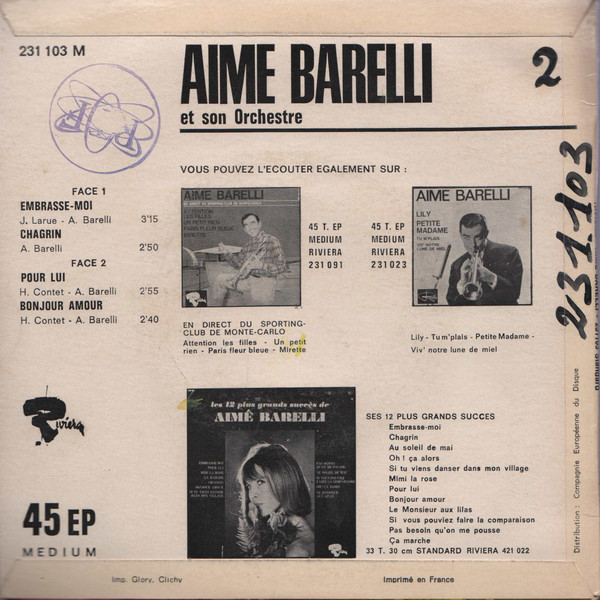 231 103 M
AIME BARELLI
et son Orchestre
2
231103
VOUS POUVEZ L'ECOUTER EGALEMENT SUR :
FACE 1
EMBRASSE-MOI
J. Larue - A. Barelli 3'15
CHAGRIN
A. Barelli 2'50
FACE 2
POUR LUI
H. Contet - A. Barelli 2'55
BONJOUR AMOUR
H. Contet - A. Barelli 2'40
AIME BARELLI
45 T. EP
MEDIUM
RIVIERA
231 091
45 T. EP
MEDIUM
RIVIERA
231 023
AIME BARELLI
LILY
PETITE
MADAME
TU M'PLAIS
EN DIRECT DU SPORTING-
CLUB DE MONTE-CARLO
Attention les filles - Un petit
rien - Paris fleur bleue - Mirette
Lily - Tu m'plais - Petite Madame -
Viv' notre lune de miel
les 12 plus grands succès de
AIMÉ BARELLI
SES 12 PLUS GRANDS SUCCES
Embrasse-moi
Chagrin
Au soleil de mai
Oh ! ça alors
Si tu viens danser dans mon village
Mimi la rose
Pour lui
Bonjour amour
Le Monsieur aux lilas
Si vous pouviez faire la comparaison
Pas besoin qu'on me pousse
Ça marche
33 T. 30 cm STANDARD RIVIERA 421 022
Riviera
45 EP
MEDIUM
Distribution : Compagnie Européenne du Disque
Imp. Glory, Clichy
Imprimé en France